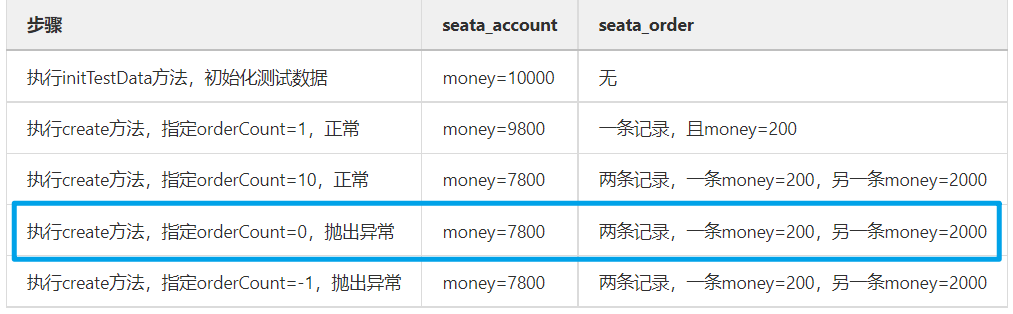 步骤 seata_account seata_order
执行initTestData方法，初始化测试数据 money=10000 无
执行create方法，指定orderCount=1，正常 money=9800 一条记录，且money=200
执行create方法，指定orderCount=10，正常 money=7800 两条记录，一条money=200，另一条money=2000
执行create方法，指定orderCount=0，抛出异常 money=7800 两条记录，一条money=200，另一条money=2000
执行create方法，指定orderCount=-1，抛出异常 money=7800 两条记录，一条money=200，另一条money=2000